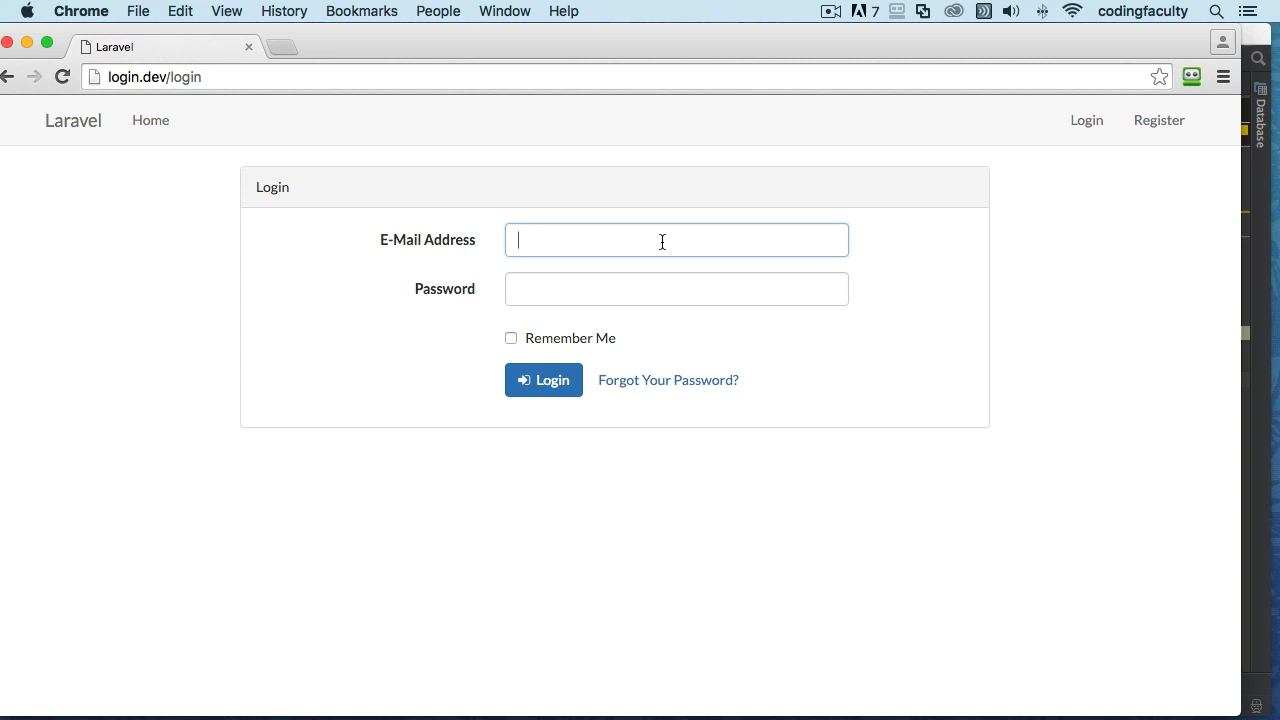 Chrome File Edit View History Bookmarks People Window Help 7 codingfaculty
Laravel
login.dev/login
Laravel Home Login Register
Database
Login
E-Mail Address
Password
Remember Me
Login Forgot Your Password?